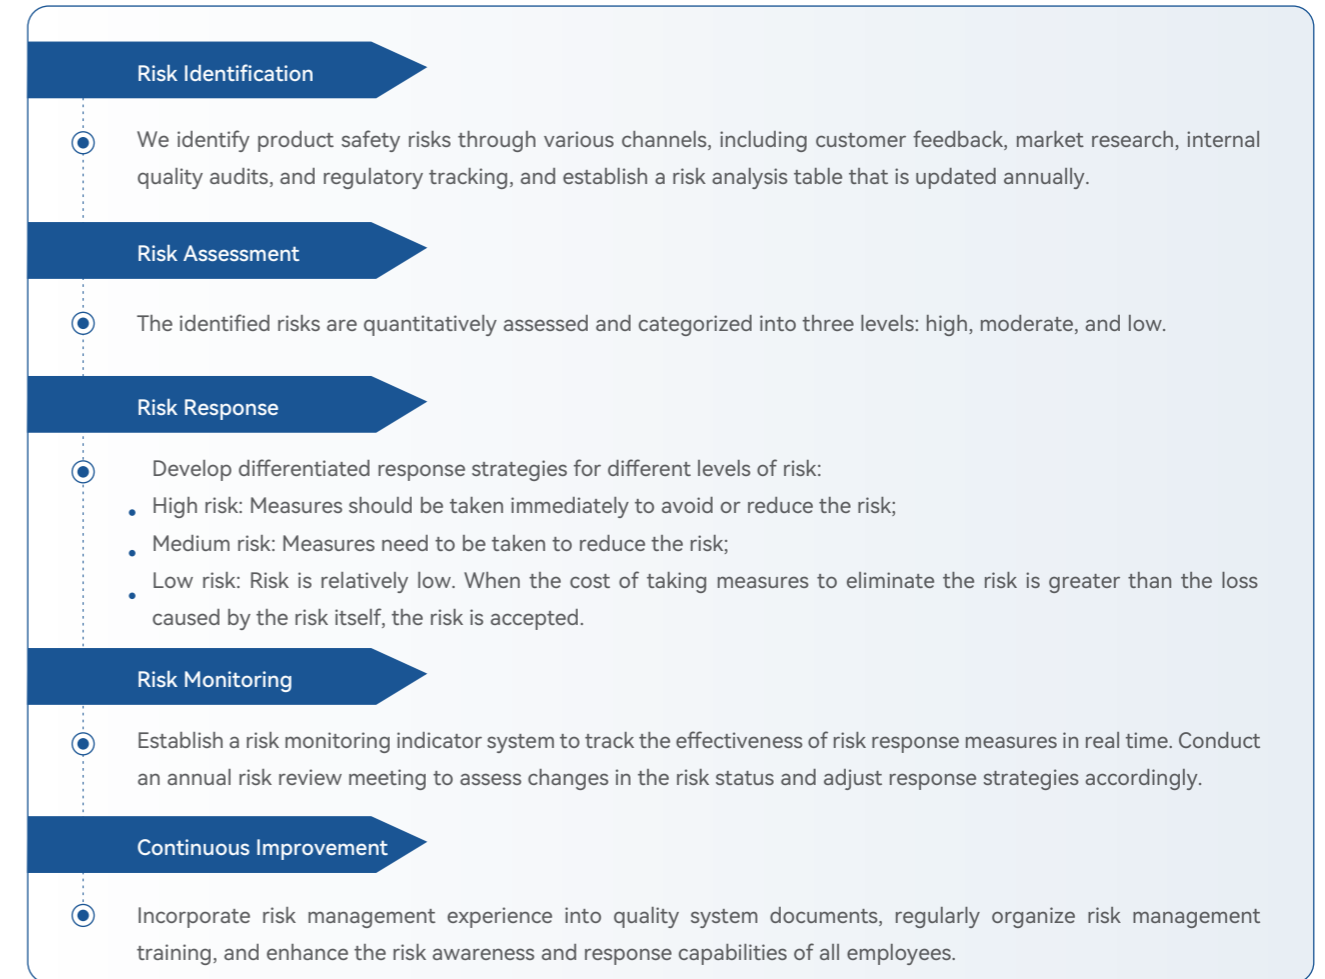 Risk Identification
We identify product safety risks through various channels, including customer feedback, market research, internal
quality audits, and regulatory tracking, and establish a risk analysis table that is updated annually.
Risk Assessment
The identified risks are quantitatively assessed and categorized into three levels: high, moderate, and low.
Risk Response
Develop differentiated response strategies for different levels of risk:
High risk: Measures should be taken immediately to avoid or reduce the risk;
Medium risk: Measures need to be taken to reduce the risk;
Low risk: Risk is relatively low. When the cost of taking measures to eliminate the risk is greater than the loss
caused by the risk itself, the risk is accepted.
Risk Monitoring
Establish a risk monitoring indicator system to track the effectiveness of risk response measures in real time. Conduct
an annual risk review meeting to assess changes in the risk status and adjust response strategies accordingly.
Continuous Improvement
Incorporate risk management experience into quality system documents, regularly organize risk management
training, and enhance the risk awareness and response capabilities of all employees.